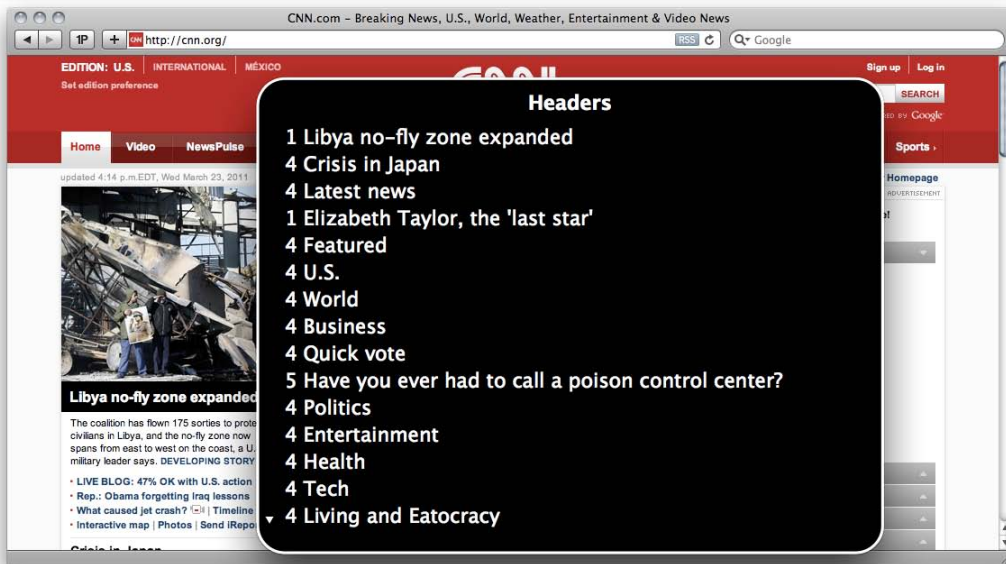 CNN.com – Breaking News, U.S., World, Weather, Entertainment & Video News
1P
+
CNN http://cnn.org/
RSS
Google
EDITION: U.S. INTERNATIONAL MÉXICO
Sign up Log in
Set edition preference
CNN
SEARCH
BY Google
Home Video NewsPulse
Sports
updated 4:14 p.m.EDT, Wed March 23, 2011
Homepage
ADVERTISEMENT
Headers
1 Libya no-fly zone expanded
4 Crisis in Japan
4 Latest news
1 Elizabeth Taylor, the 'last star'
4 Featured
4 U.S.
4 World
4 Business
4 Quick vote
5 Have you ever had to call a poison control center?
4 Politics
4 Entertainment
4 Health
4 Tech
4 Living and Eatocracy
Libya no-fly zone expanded
The coalition has flown 175 sorties to prote
civilians in Libya, and the no-fly zone now
spans from east to west on the coast, a U.
military leader says. DEVELOPING STORY
• LIVE BLOG: 47% OK with U.S. action
• Rep.: Obama forgetting Iraq lessons
• What caused jet crash? | Timeline
• Interactive map | Photos | Send iRepo
Crisis in Japan